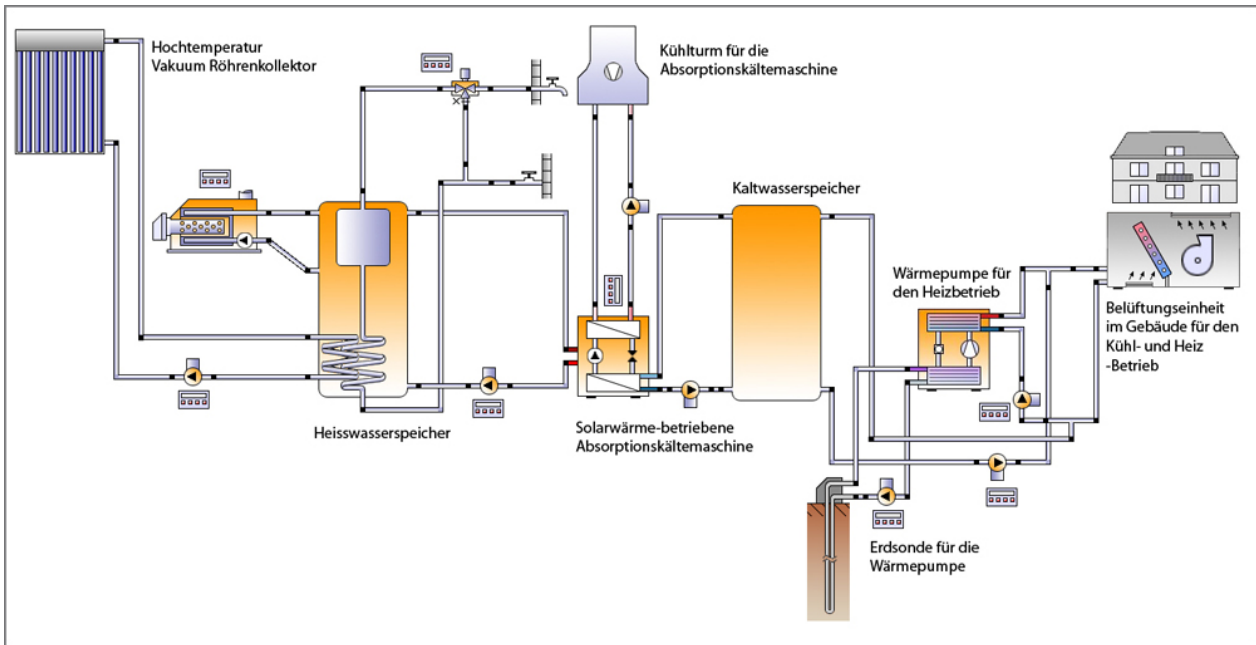 Hochtemperatur
Vakuum Röhrenkollektor
Kühlturm für die
Absorptionskältemaschine
Kaltwasserspeicher
Wärmepumpe für
den Heizbetrieb
Belüftungseinheit
im Gebäude für den
Kühl- und Heiz
-Betrieb
Heisswasserspeicher
Solarwärme-betriebene
Absorptionskältemaschine
Erdsonde für die
Wärmepumpe